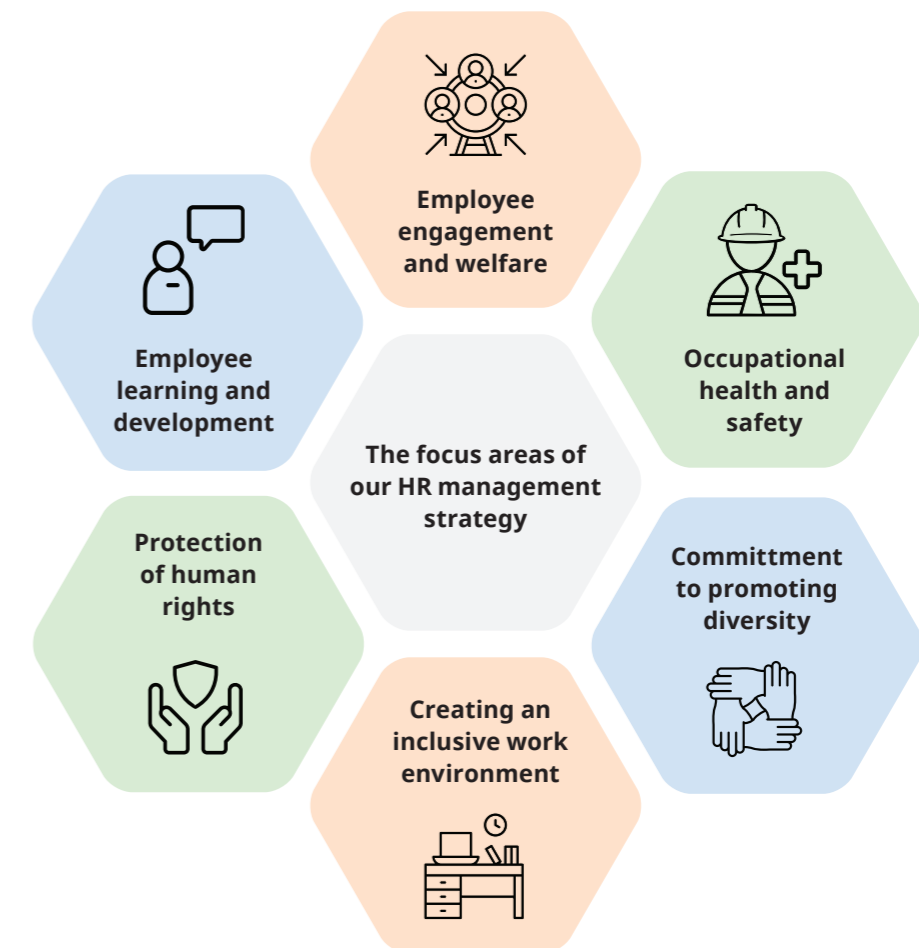 Employee
engagement
and welfare
Employee
learning and
development
Occupational
health and
safety
The focus areas of
our HR management
strategy
Protection
of human
rights
Committment
to promoting
diversity
Creating an
inclusive work
environment